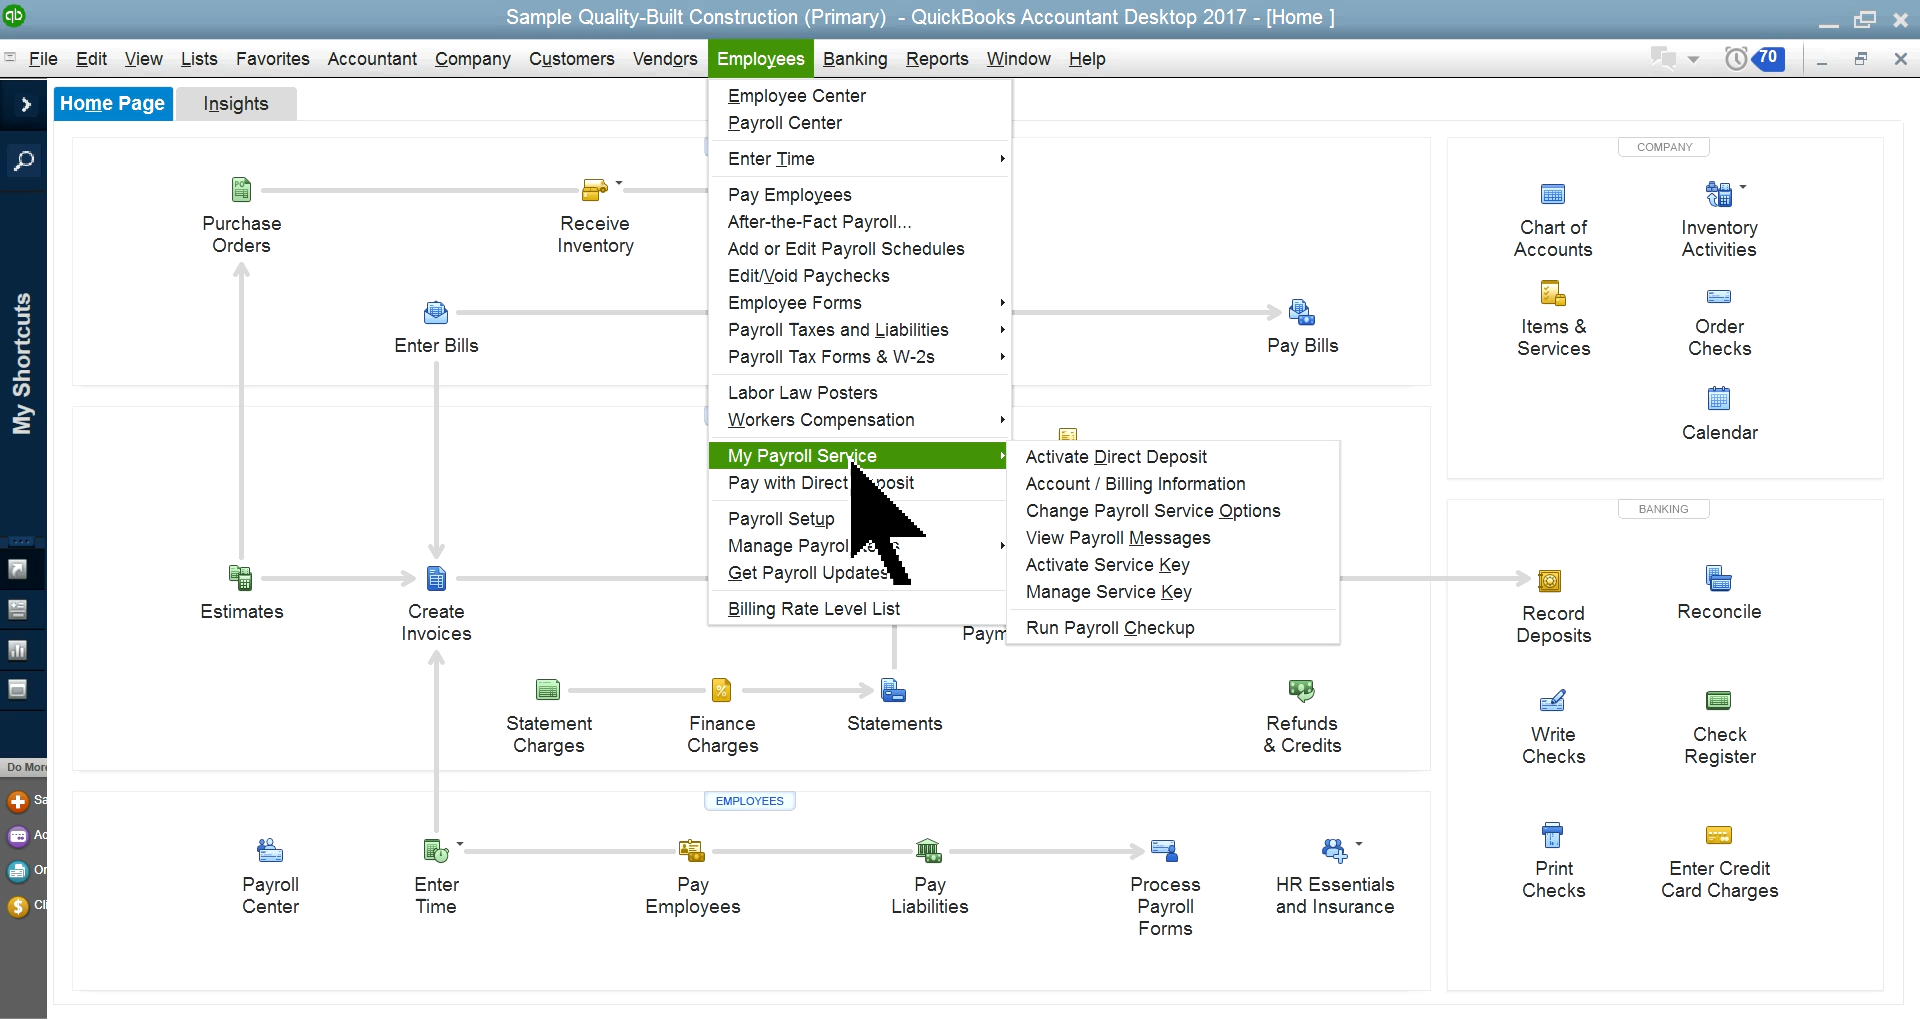 qb
Sample Quality-Built Construction (Primary) - QuickBooks Accountant Desktop 2017 - [Home ]
File Edit View Lists Favorites Accountant Company Customers Vendors Employees Banking Reports Window Help
70
Home Page
Insights
My Shortcuts
Do More
Employee Center
Payroll Center
Enter Time
Pay Employees
After-the-Fact Payroll...
Add or Edit Payroll Schedules
Edit/Void Paychecks
Employee Forms
Payroll Taxes and Liabilities
Payroll Tax Forms & W-2s
Labor Law Posters
Workers Compensation
My Payroll Service
Pay with Direct
Payroll Setup
Manage
Get Payroll Updates
Billing Rate Level List
Activate Direct Deposit
Account / Billing Information
Change Payroll Service Options
View Payroll Messages
Activate Service Key
Manage Service Key
Run Payroll Checkup
Purchase
Orders
Receive
Inventory
Enter Bills
Pay Bills
Estimates
Create
Invoices
Statement
Charges
Finance
Charges
Statements
Refunds
& Credits
EMPLOYEES
Payroll
Center
Enter
Time
Pay
Employees
Pay
Liabilities
Process
Payroll
Forms
HR Essentials
and Insurance
COMPANY
Chart of
Accounts
Inventory
Activities
Items &
Services
Order
Checks
Calendar
BANKING
Record
Deposits
Reconcile
Write
Checks
Check
Register
Print
Checks
Enter Credit
Card Charges